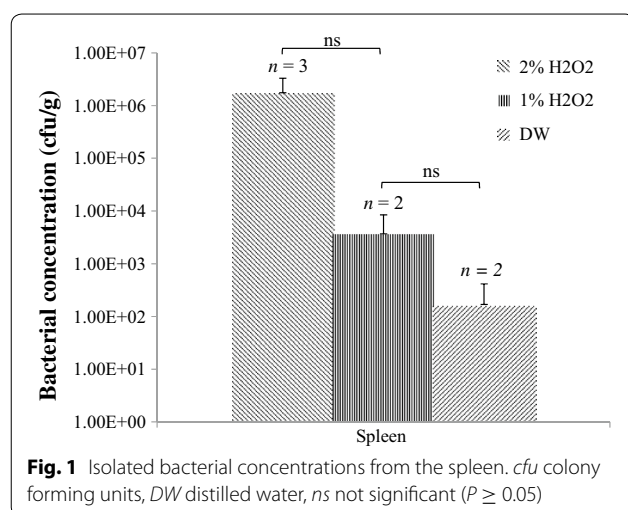 1.00E+07
1.00E+06
1.00E+05
1.00E+04
1.00E+03
1.00E+02
1.00E+01
1.00E+00
Bacterial concentration (cfu/g)
ns
n = 3
ns
n = 2
n = 2
2% H2O2
1% H2O2
DW
Spleen
Fig. 1 Isolated bacterial concentrations from the spleen. cfu colony
forming units, DW distilled water, ns not significant (P ≥ 0.05)